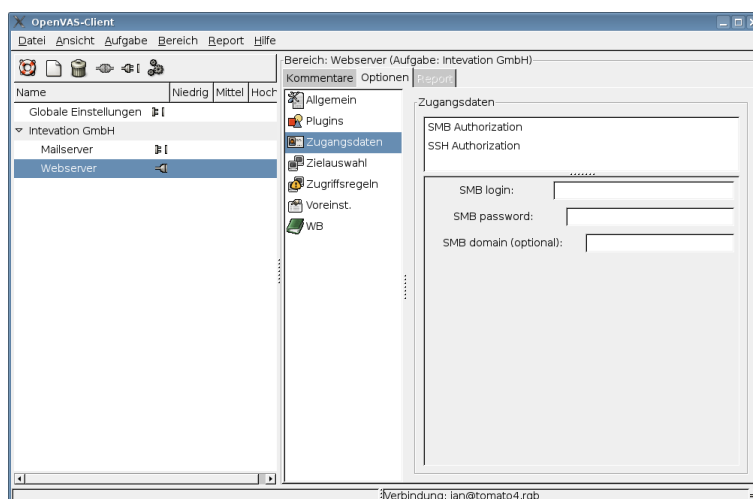 OpenVAS-Client
Datei Ansicht Aufgabe Bereich Report Hilfe
Bereich: Webserver (Aufgabe: Intevation GmbH)
Kommentare Optionen Report
Name Niedrig Mittel Hoch
Globale Einstellungen
Intevation GmbH
Mailserver
Webserver
Allgemein
Plugins
Zugangsdaten
Zielauswahl
Zugriffsregeln
Voreinst.
WB
Zugangsdaten
SMB Authorization
SSH Authorization
SMB login:
SMB password:
SMB domain (optional):
Verbindung: jan@tomato4.rgb